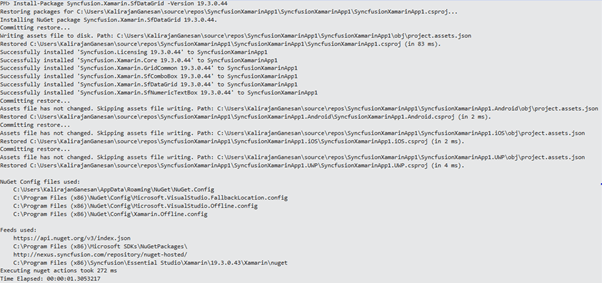 PM> Install-Package Syncfusion.Xamarin.SfDataGrid -Version 19.3.0.44
Restoring packages for C:\Users\KalirajanGanesan\source\repos\SyncfusionXamarinApp1\SyncfusionXamarinApp1\SyncfusionXamarinApp1.csproj...
Installing NuGet package Syncfusion.Xamarin.SfDataGrid 19.3.0.44.
Committing restore...
Writing assets file to disk. Path: C:\Users\KalirajanGanesan\source\repos\SyncfusionXamarinApp1\SyncfusionXamarinApp1\obj\project.assets.json
Restored C:\Users\KalirajanGanesan\source\repos\SyncfusionXamarinApp1\SyncfusionXamarinApp1\SyncfusionXamarinApp1.csproj (in 83 ms).
Successfully installed 'Syncfusion.Licensing 19.3.0.44' to SyncfusionXamarinApp1
Successfully installed 'Syncfusion.Xamarin.Core 19.3.0.44' to SyncfusionXamarinApp1
Successfully installed 'Syncfusion.Xamarin.GridCommon 19.3.0.44' to SyncfusionXamarinApp1
Successfully installed 'Syncfusion.Xamarin.SfComboBox 19.3.0.44' to SyncfusionXamarinApp1
Successfully installed 'Syncfusion.Xamarin.SfDataGrid 19.3.0.44' to SyncfusionXamarinApp1
Successfully installed 'Syncfusion.Xamarin.SfNumericTextBox 19.3.0.44' to SyncfusionXamarinApp1
Committing restore...
Assets file has not changed. Skipping assets file writing. Path: C:\Users\KalirajanGanesan\source\repos\SyncfusionXamarinApp1\SyncfusionXamarinApp1.Android\obj\project.assets.json
Restored C:\Users\KalirajanGanesan\source\repos\SyncfusionXamarinApp1\SyncfusionXamarinApp1.Android\SyncfusionXamarinApp1.Android.csproj (in 2 ms).
Committing restore...
Assets file has not changed. Skipping assets file writing. Path: C:\Users\KalirajanGanesan\source\repos\SyncfusionXamarinApp1\SyncfusionXamarinApp1.iOS\obj\project.assets.json
Restored C:\Users\KalirajanGanesan\source\repos\SyncfusionXamarinApp1\SyncfusionXamarinApp1.iOS\SyncfusionXamarinApp1.iOS.csproj (in 2 ms).
Committing restore...
Assets file has not changed. Skipping assets file writing. Path: C:\Users\KalirajanGanesan\source\repos\SyncfusionXamarinApp1\SyncfusionXamarinApp1.UWP\obj\project.assets.json
Restored C:\Users\KalirajanGanesan\source\repos\SyncfusionXamarinApp1\SyncfusionXamarinApp1.UWP\SyncfusionXamarinApp1.UWP.csproj (in 4 ms).
NuGet Config files used:
C:\Users\KalirajanGanesan\AppData\Roaming\NuGet\NuGet.Config
C:\Program Files (x86)\NuGet\Config\Microsoft.VisualStudio.FallbackLocation.config
C:\Program Files (x86)\NuGet\Config\Microsoft.VisualStudio.Offline.config
C:\Program Files (x86)\NuGet\Config\Xamarin.Offline.config
Feeds used:
https://api.nuget.org/v3/index.json
C:\Program Files (x86)\Microsoft SDKs\NuGetPackages\
http://nexus.syncfusion.com/repository/nuget-hosted/
C:\Program Files (x86)\Syncfusion\Essential Studio\Xamarin\19.3.0.43\Xamarin\nuget
Executing nuget actions took 272 ms
Time Elapsed: 00:00:01.3053217